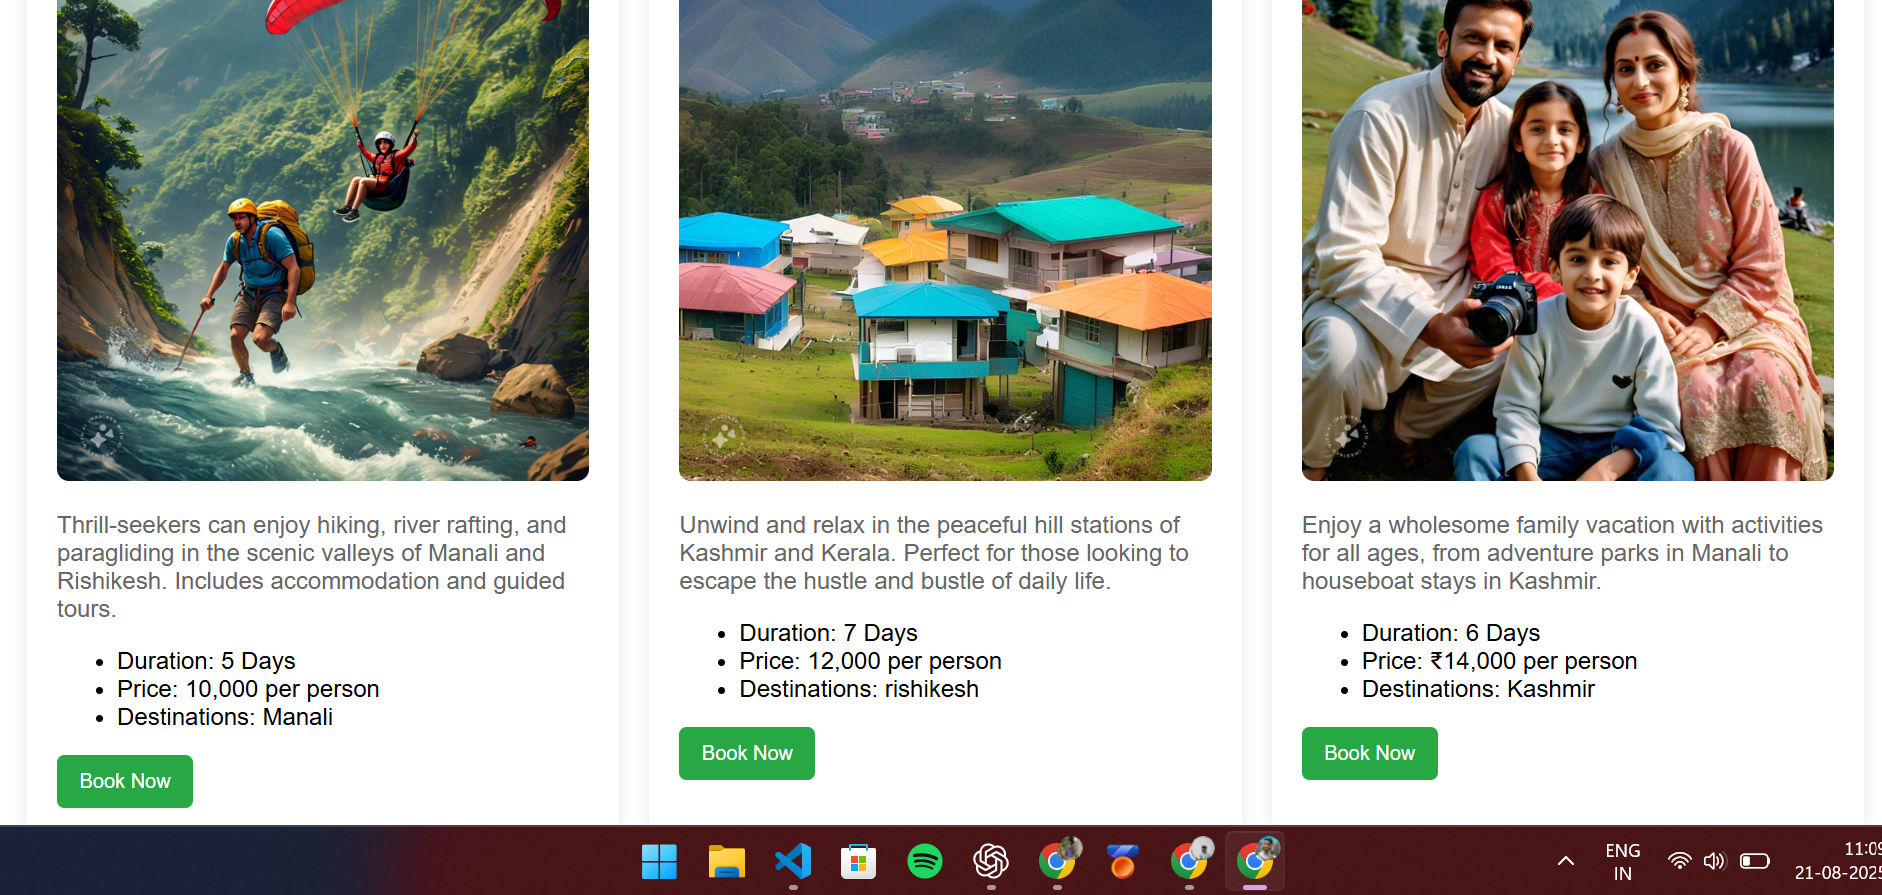 Thrill-seekers can enjoy hiking, river rafting, and
paragliding in the scenic valleys of Manali and
Rishikesh. Includes accommodation and guided
tours.
• Duration: 5 Days
• Price: 10,000 per person
• Destinations: Manali
Book Now
Unwind and relax in the peaceful hill stations of
Kashmir and Kerala. Perfect for those looking to
escape the hustle and bustle of daily life.
• Duration: 7 Days
• Price: 12,000 per person
• Destinations: rishikesh
Book Now
Enjoy a wholesome family vacation with activities
for all ages, from adventure parks in Manali to
houseboat stays in Kashmir.
• Duration: 6 Days
• Price: ₹14,000 per person
• Destinations: Kashmir
Book Now
ENG
IN
11:09
21-08-2025